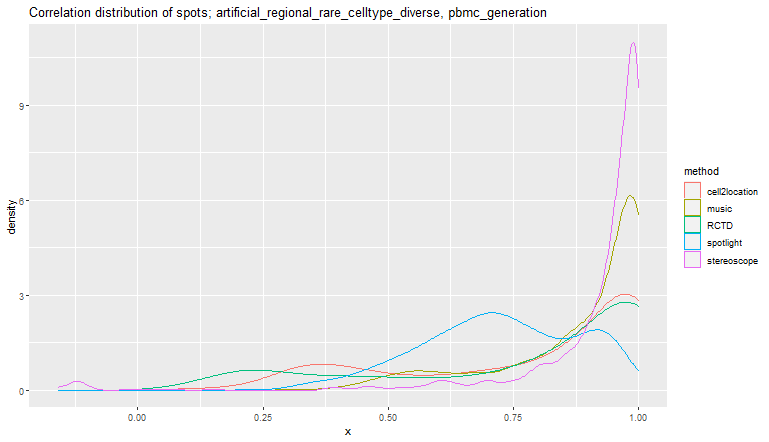 Correlation distribution of spots; artificial_regional_rare_celltype_diverse, pbmc_generation
9
6
3
0
density
0.00
0.25
0.50
0.75
1.00
x
method
cell2location
music
RCTD
spotlight
stereoscope